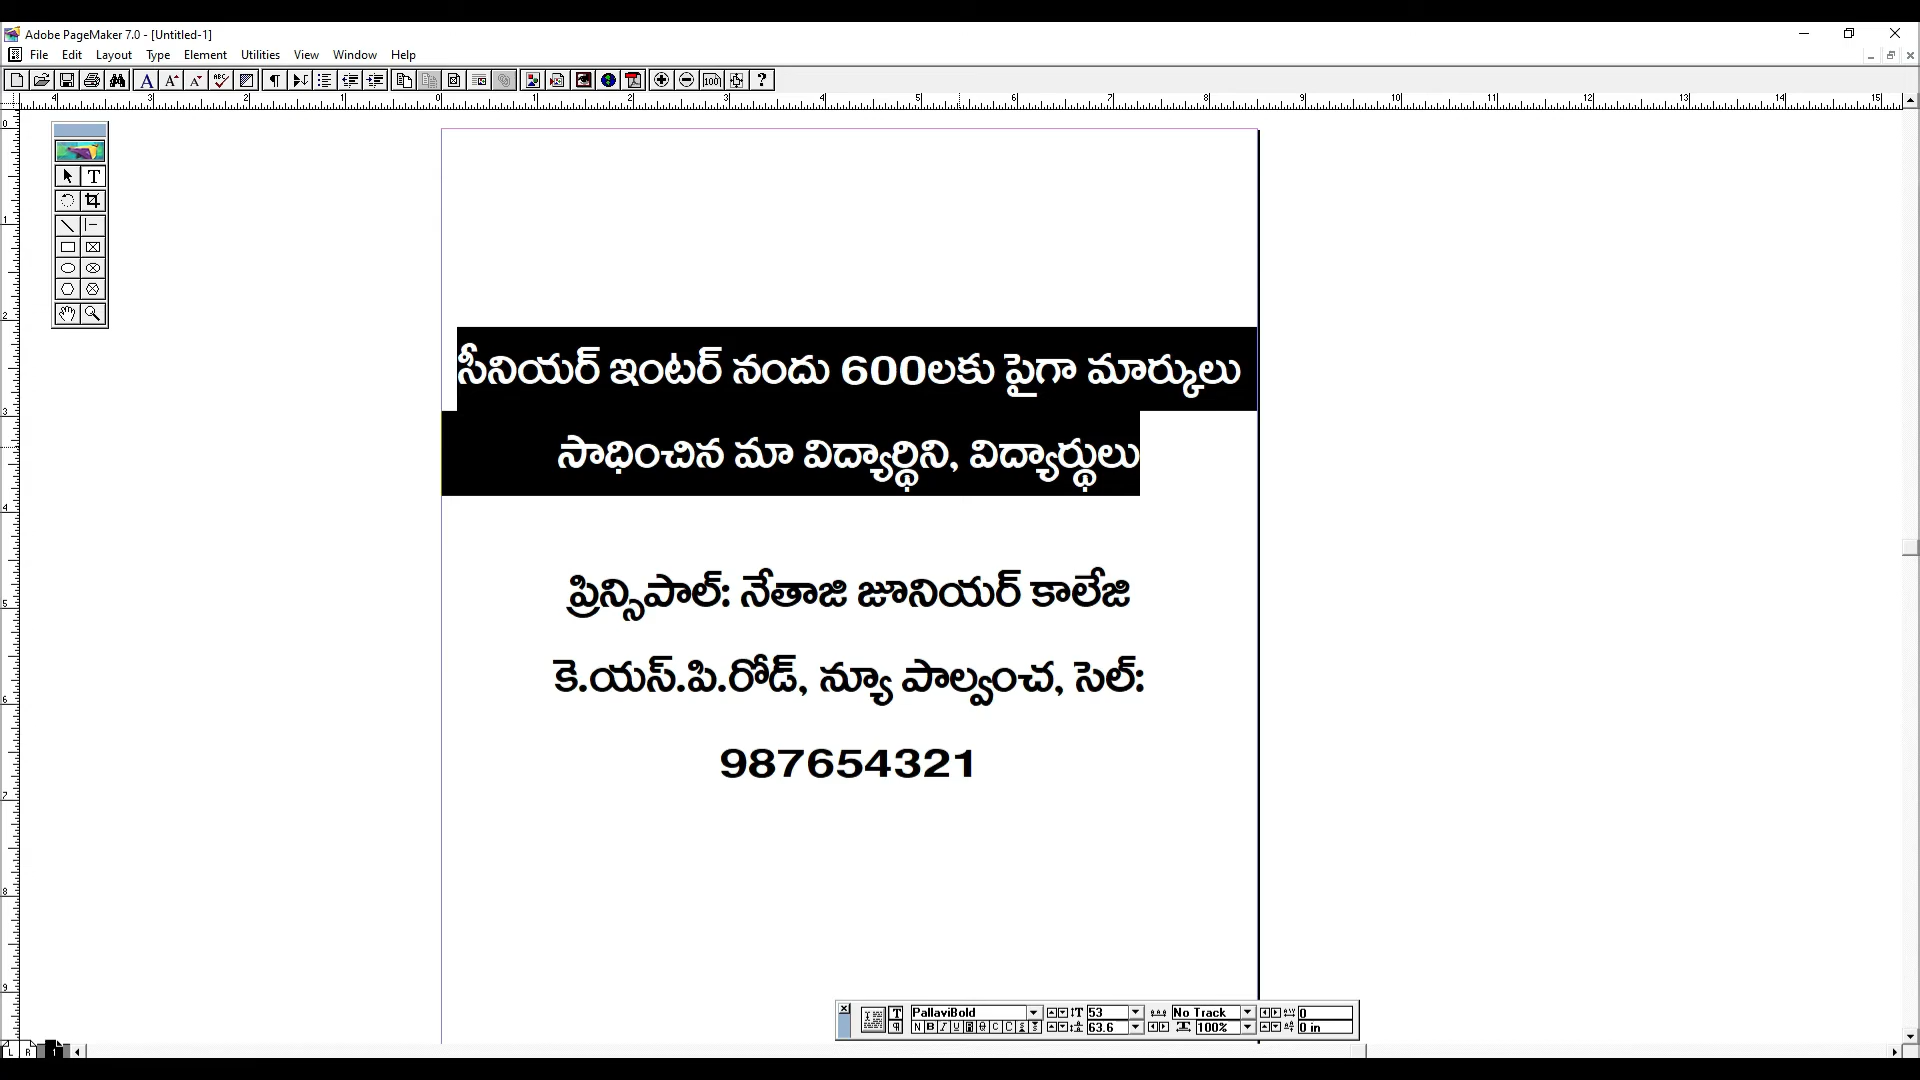 Adobe PageMaker 7.0 - [Untitled-1]
File Edit Layout Type Element Utilities View Window Help
సీనియర్ ఇంటర్ నందు 600లకు పైగా మార్కులు
సాధించిన మా విద్యార్థిని, విద్యార్థులు
ప్రిన్సిపాల్: నేతాజి జూనియర్ కాలేజి
కె.యస్.పి.రోడ్, న్యూ పాల్వంచ, సెల్:
987654321
PallaviBold 53 No Track 0
63.6 100% 0 in